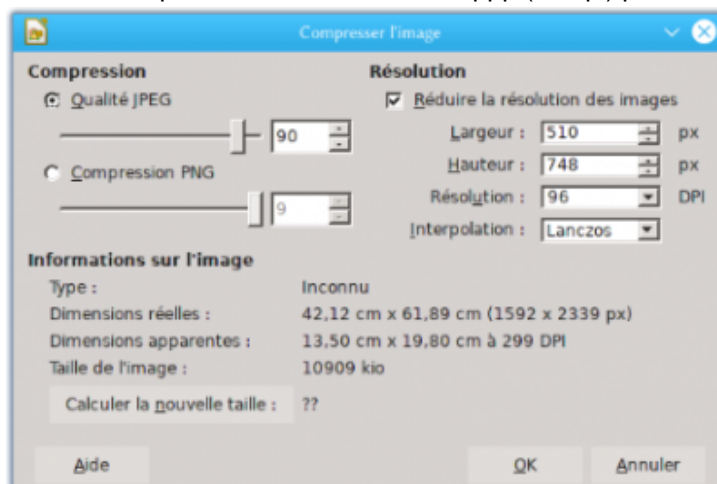 Compresser l'image
Compression
Qualité JPEG
90
Compression PNG
9
Résolution
Réduire la résolution des images
Largeur : 510 px
Hauteur : 748 px
Résolution : 96 DPI
Interpolation : Lanczos
Informations sur l'image
Type : Inconnu
Dimensions réelles : 42,12 cm x 61,89 cm (1592 x 2339 px)
Dimensions apparentes : 13,50 cm x 19,80 cm à 299 DPI
Taille de l'image : 10909 kio
Calculer la nouvelle taille : ??
Aide OK Annuler